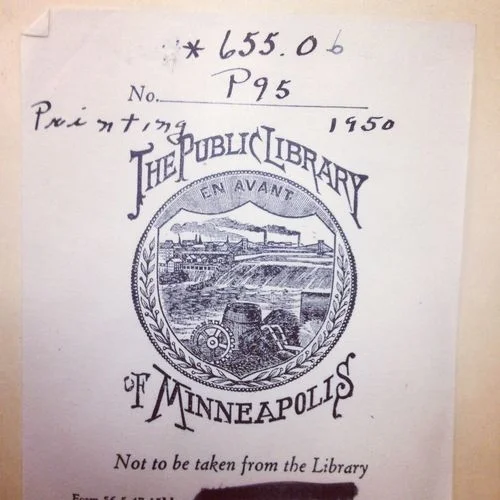 * 655.06
No. P95
Printing 1950
THE PUBLIC LIBRARY
EN AVANT
OF MINNEAPOLIS
Not to be taken from the Library